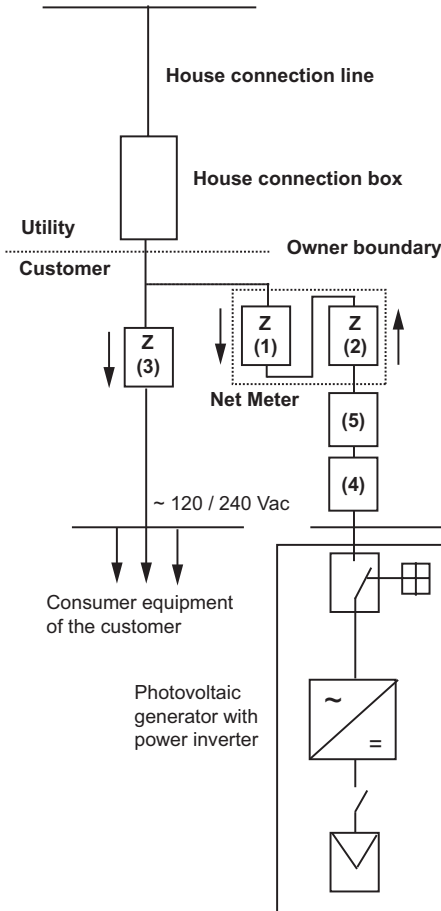 House connection line
House connection box
Utility
Owner boundary
Customer
Z
(1)
Z
(2)
Z
(3)
Net Meter
(5)
(4)
~ 120 / 240 Vac
Consumer equipment
of the customer
Photovoltaic
generator with
power inverter
~
=